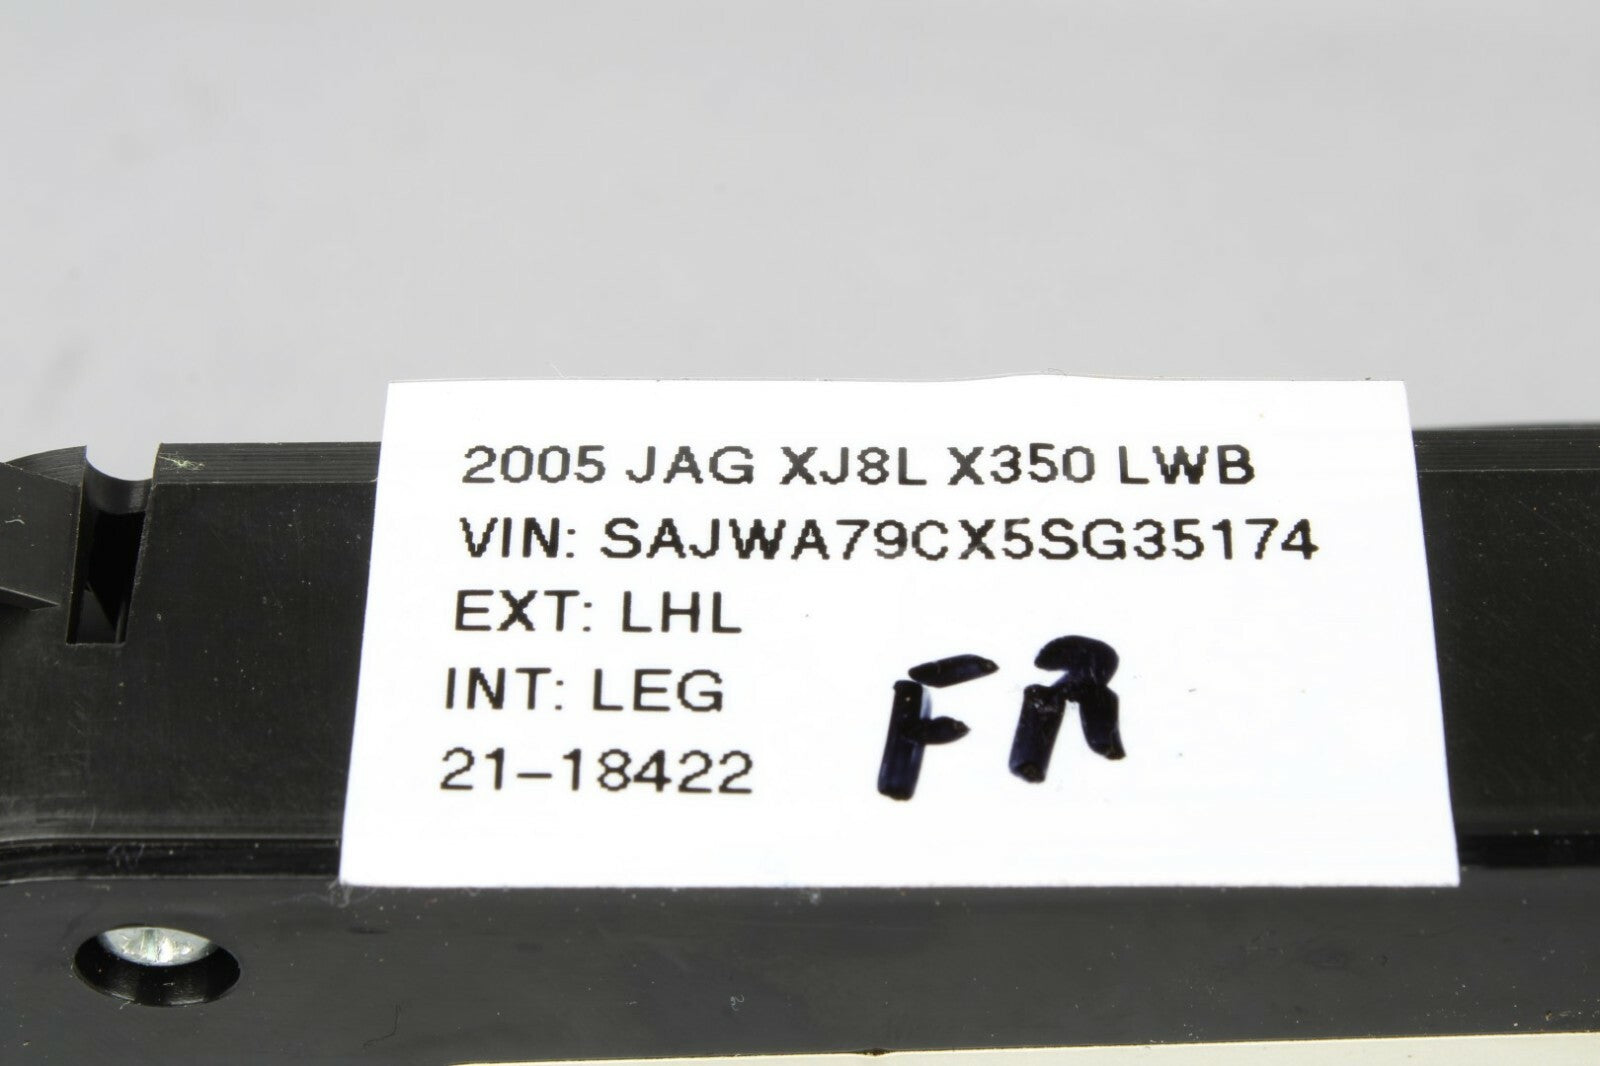 2005 JAG XJ8L X350 LWB
VIN: SAJWA79CX5SG35174
EXT: LHL
INT: LEG
FR
21-18422